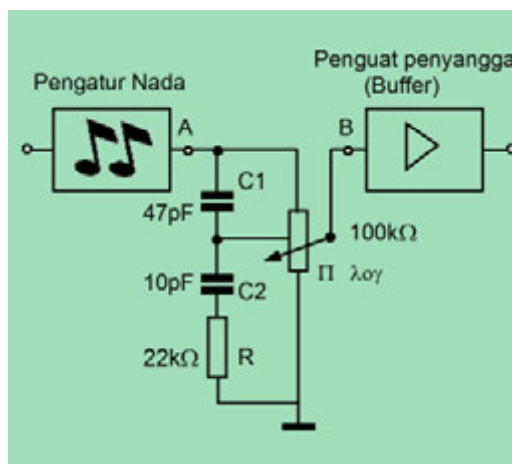 Pengatur Nada
Penguat penyangga
(Buffer)
A
B
C1
47pF
100kΩ
Π λογ
10pF
C2
22kΩ
R